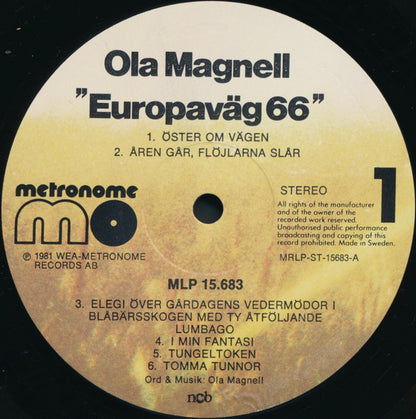 Ola Magnell
"Europaväg 66"
1. ÖSTER OM VÄGEN
2. ÅREN GÅR, FLÖJLARNA SLÅR
metronome
mo
℗ 1981 WEA-METRONOME
RECORDS AB
STEREO
1
All rights of the manufacturer
and of the owner of the
recorded work reserved.
Unauthorised public performance
broadcasting and copying of this
record prohibited. Made in Sweden.
MRLP-ST-15683-A
MLP 15.683
3. ELEGI ÖVER GÅRDAGENS VEDERMÖDOR I
BLÅBÄRSSKOGEN MED TY ÅTFÖLJANDE
LUMBAGO
4. I MIN FANTASI
5. TUNGELTOKEN
6. TOMMA TUNNOR
Ord & Musik: Ola Magnell
ncb